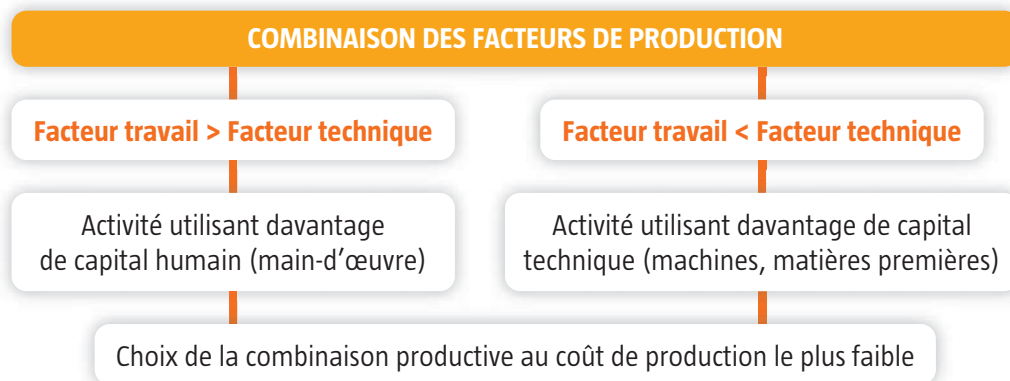 COMBINAISON DES FACTEURS DE PRODUCTION
Facteur travail > Facteur technique
Facteur travail < Facteur technique
Activité utilisant davantage
de capital humain (main-d’œuvre)
Activité utilisant davantage de capital
technique (machines, matières premières)
Choix de la combinaison productive au coût de production le plus faible